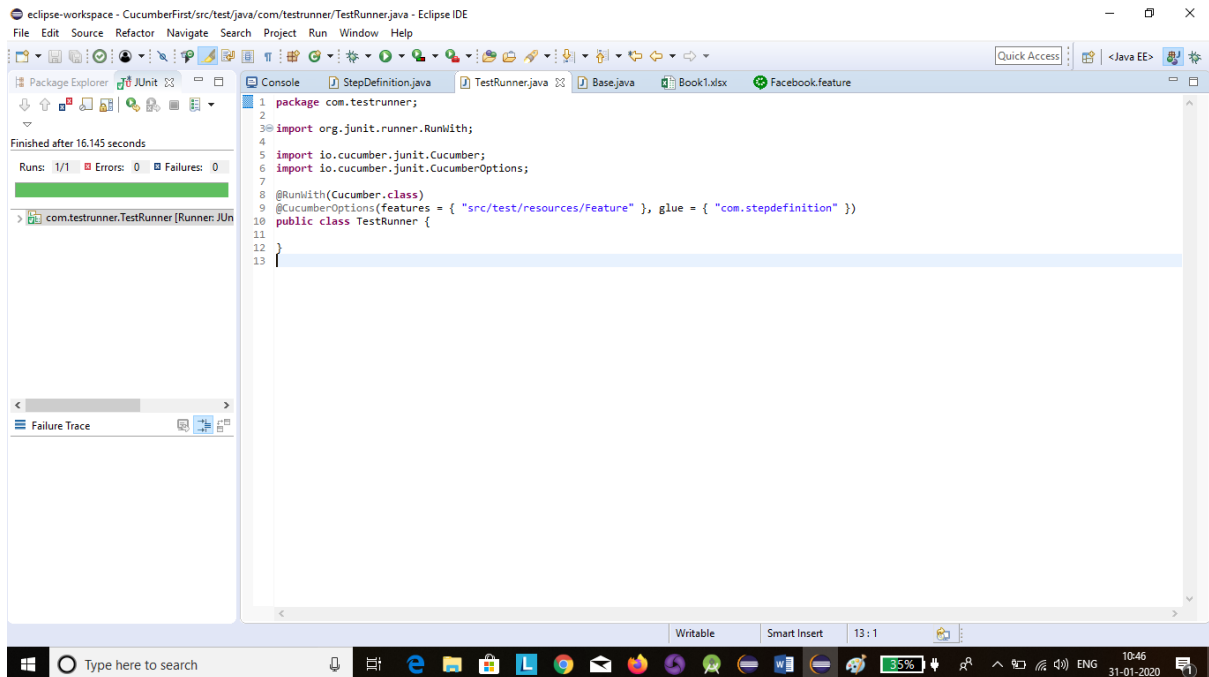 eclipse-workspace - CucumberFirst/src/test/java/com/testrunner/TestRunner.java - Eclipse IDE
File Edit Source Refactor Navigate Search Project Run Window Help
Quick Access <Java EE>
Package Explorer JUnit
Console StepDefinition.java TestRunner.java Base.java Book1.xlsx Facebook.feature
Finished after 16.145 seconds
Runs: 1/1 Errors: 0 Failures: 0
com.testrunner.TestRunner [Runner: JUn
Failure Trace
1 package com.testrunner;
2
3 import org.junit.runner.RunWith;
4
5 import io.cucumber.junit.Cucumber;
6 import io.cucumber.junit.CucumberOptions;
7
8 @RunWith(Cucumber.class)
9 @CucumberOptions(features = { "src/test/resources/Feature" }, glue = { "com.stepdefinition" })
10 public class TestRunner {
11
12 }
13
Writable Smart Insert 13 : 1
Type here to search
35%
ENG
10:46
31-01-2020